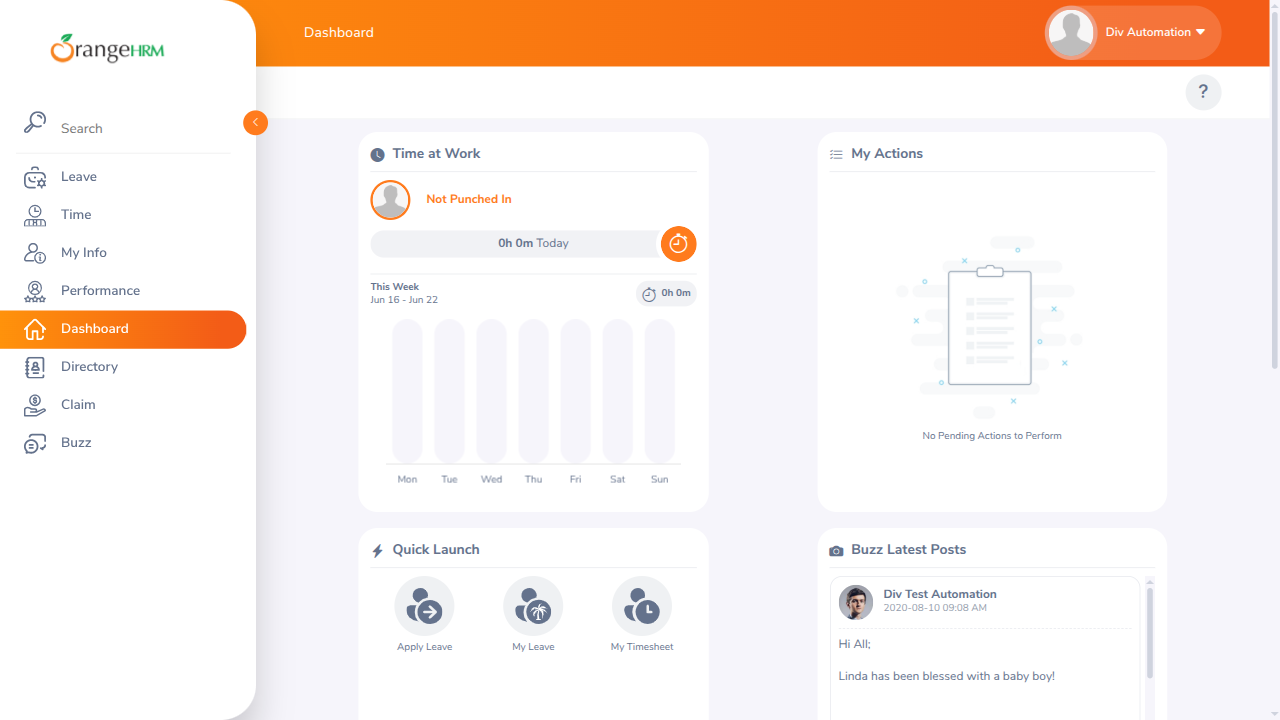 OrangeHRM
Search
Leave
Time
My Info
Performance
Dashboard
Directory
Claim
Buzz
Dashboard
Div Automation
?
Time at Work
Not Punched In
0h 0m Today
This Week
Jun 16 - Jun 22
0h 0m
Mon Tue Wed Thu Fri Sat Sun
My Actions
No Pending Actions to Perform
Quick Launch
Apply Leave
My Leave
My Timesheet
Buzz Latest Posts
Div Test Automation
2020-08-10 09:08 AM
Hi All;
Linda has been blessed with a baby boy!